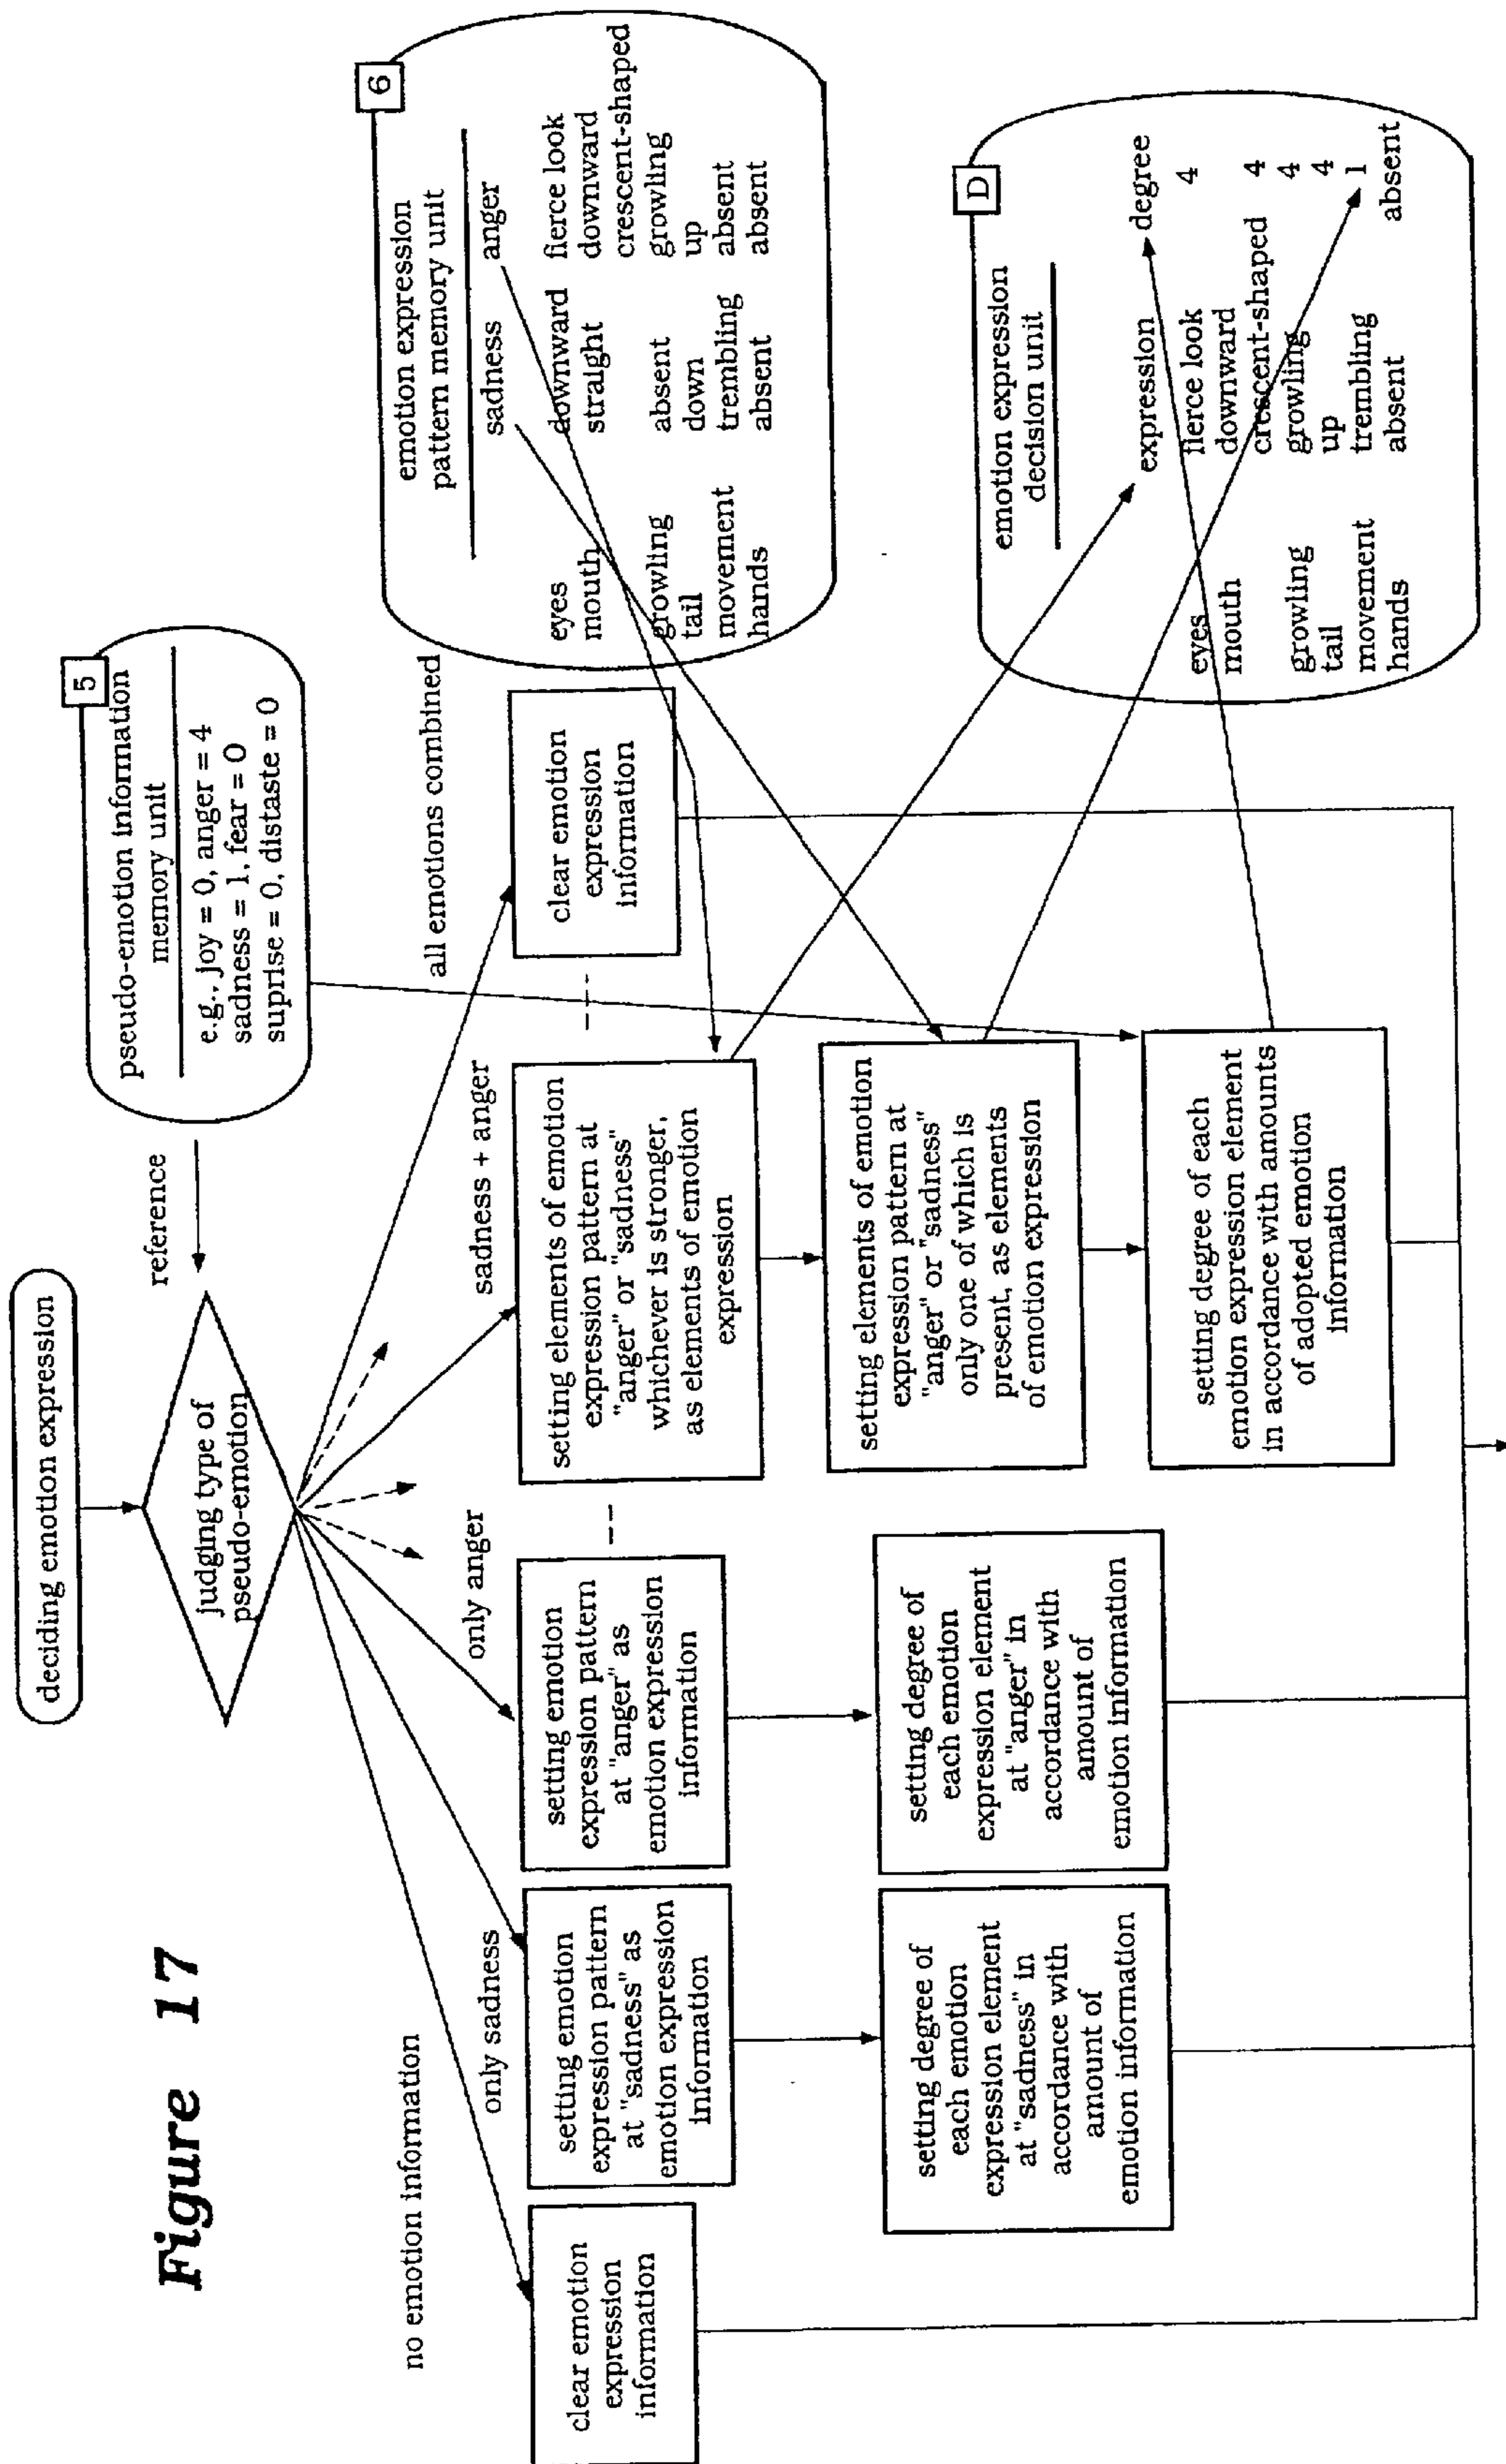 Figure 17
deciding emotion expression
judging type of
pseudo-emotion
reference
5
pseudo-emotion information
memory unit
e.g., joy = 0, anger = 4
sadness = 1, fear = 0
suprise = 0, distaste = 0
no emotion information
only sadness
only anger
sadness + anger
all emotions combined
clear emotion
expression
information
setting emotion
expression pattern
at "sadness" as
emotion expression
information
setting degree of
each emotion
expression element
at "sadness" in
accordance with
amount of
emotion information
setting emotion
expression pattern
at "anger" as
emotion expression
information
setting degree of
each emotion
expression element
at "anger" in
accordance with
amount of
emotion information
setting elements of emotion
expression pattern at
"anger" or "sadness"
whichever is stronger,
as elements of emotion
expression
setting elements of emotion
expression pattern at
"anger" or "sadness"
only one of which is
present, as elements
of emotion expression
setting degree of each
emotion expression element
in accordance with amounts
of adopted emotion
information
clear emotion
expression
information
6
emotion expression
pattern memory unit
sadness anger
eyes downward fierce look
mouth straight downward
crescent-shaped
growling absent growling
tail down up
movement trembling absent
hands absent absent
D
emotion expression
decision unit
expression degree
eyes fierce look 4
mouth downward
crescent-shaped 4
growling growling 4
tail up 4
movement trembling 1
hands absent absent